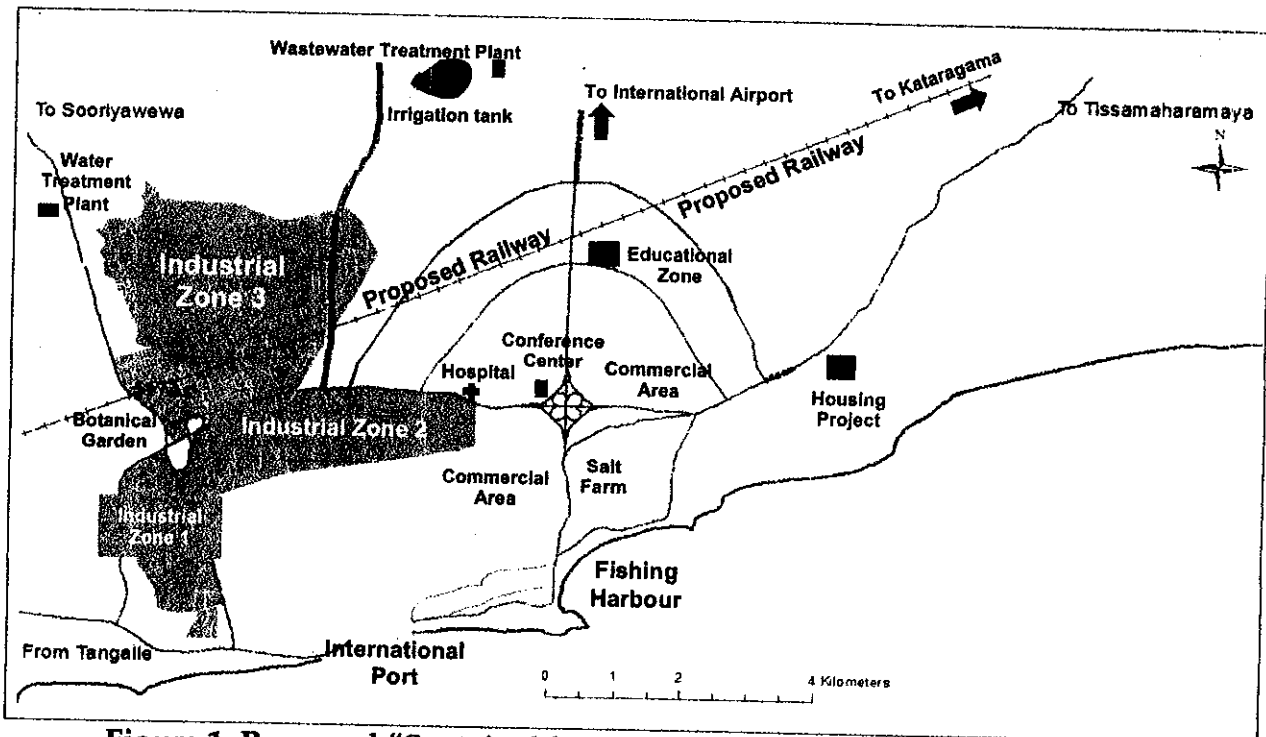 Wastewater Treatment Plant
Irrigation tank
To International Airport
To Kataragama
To Tissamaharamaya
N
To Sooriyawewa
Water
Treatment
Plant
Industrial
Zone 3
Proposed Railway
Proposed Railway
Educational
Zone
Conference
Center
Hospital
Commercial
Area
Housing
Project
Botanical
Garden
Industrial Zone 2
Commercial
Area
Salt
Farm
Industrial
Zone 1
Fishing
Harbour
From Tangalle
International
Port
0 1 2 4 Kilometers